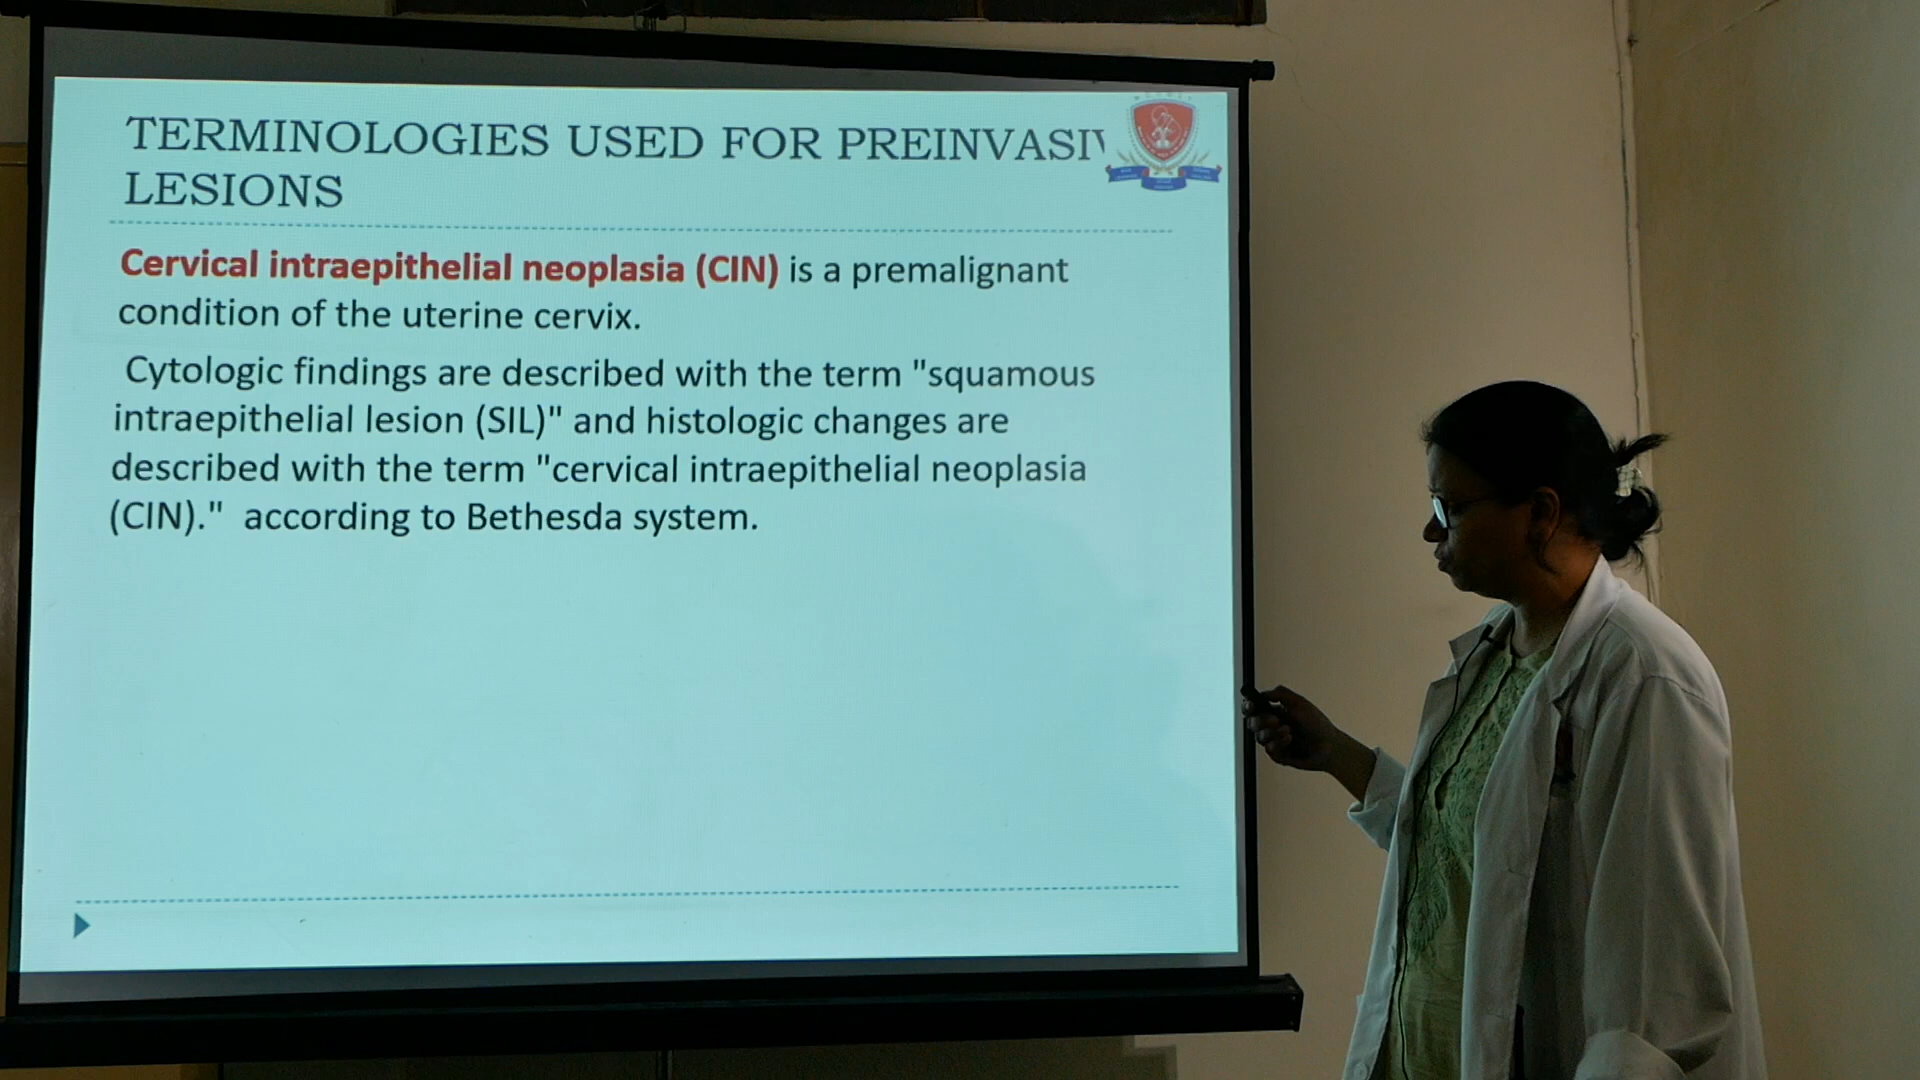 TERMINOLOGIES USED FOR PREINVASIV
LESIONS
Cervical intraepithelial neoplasia (CIN) is a premalignant
condition of the uterine cervix.
Cytologic findings are described with the term "squamous
intraepithelial lesion (SIL)" and histologic changes are
described with the term "cervical intraepithelial neoplasia
(CIN)." according to Bethesda system.